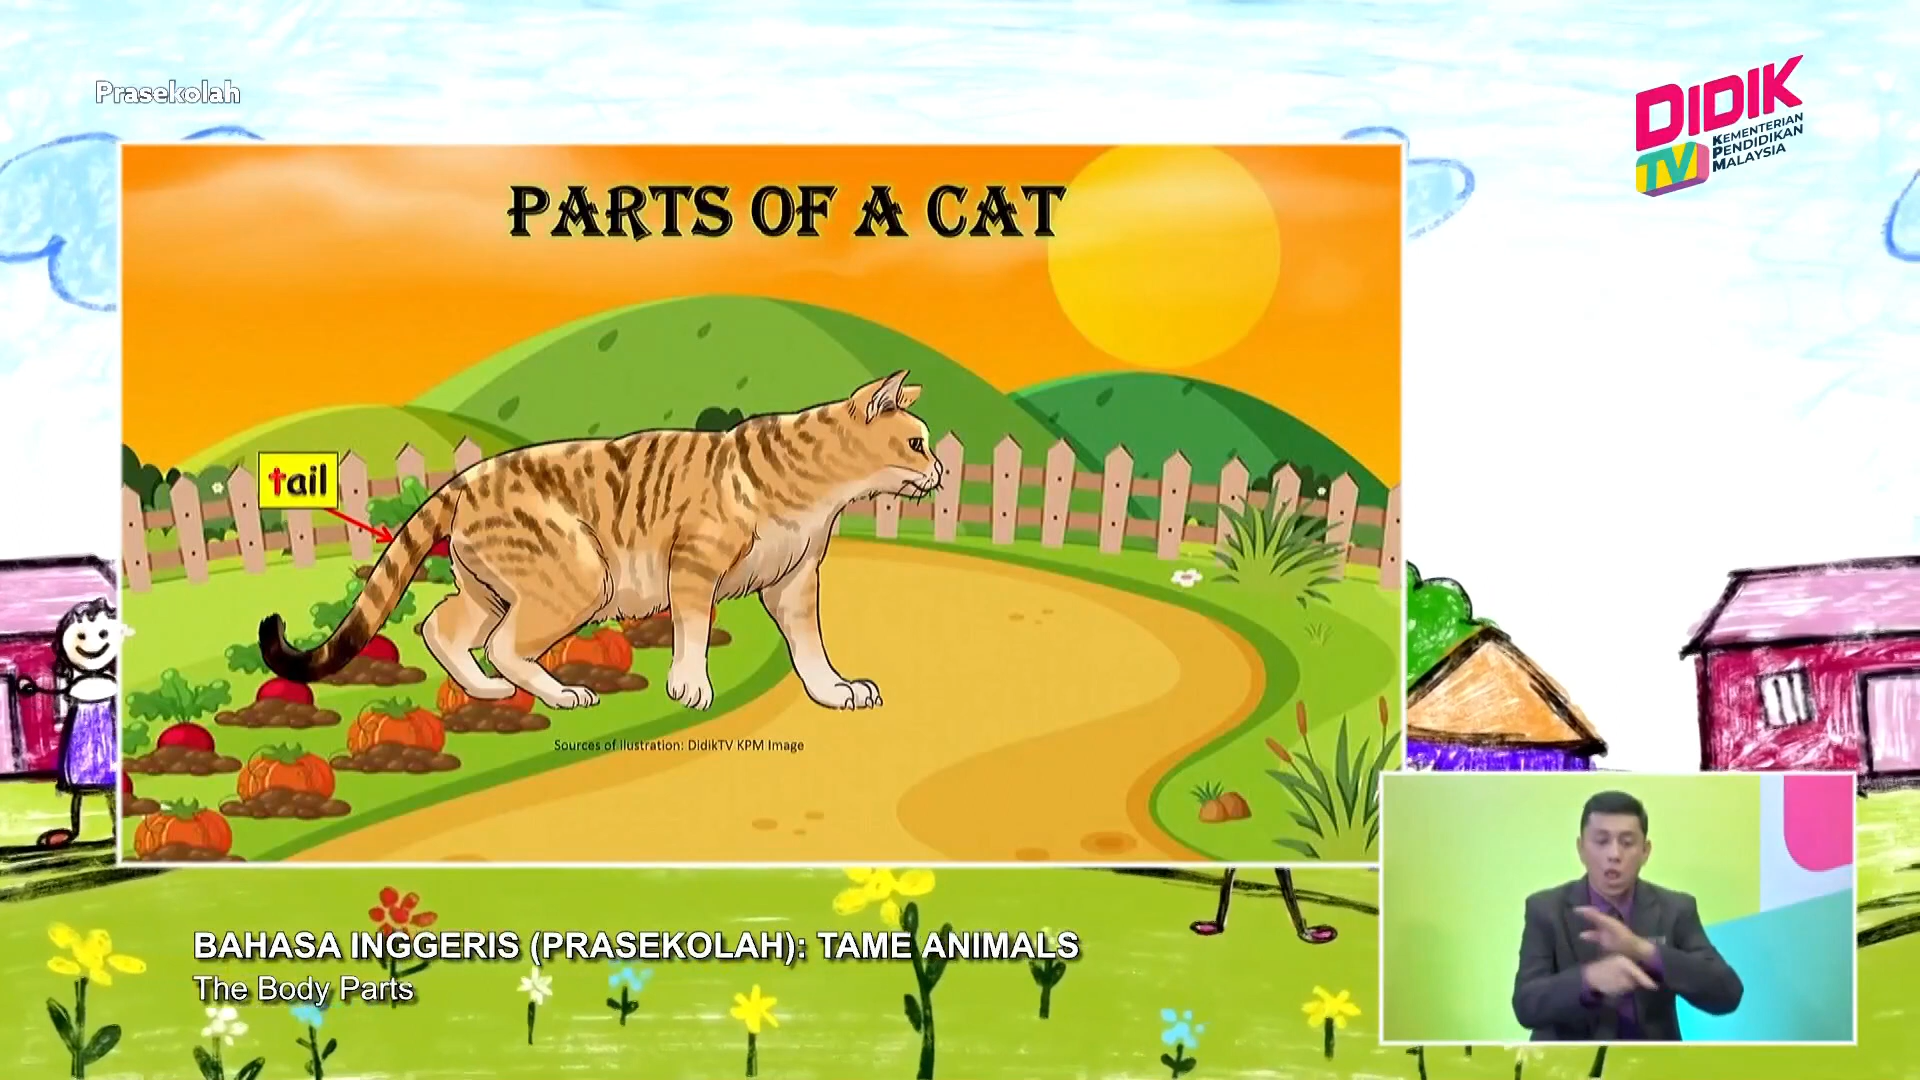 Prasekolah
DIDIK
TV
KEMENTERIAN
PENDIDIKAN
MALAYSIA
PARTS OF A CAT
tail
Sources of ilustration: DidikTV KPM Image
BAHASA INGGERIS (PRASEKOLAH): TAME ANIMALS
The Body Parts